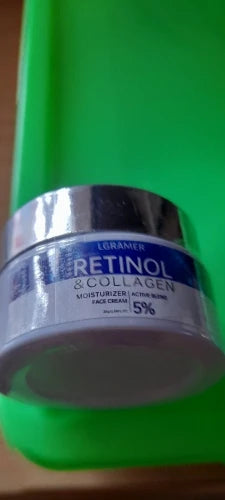 LGRAMER
RETINOL
& COLLAGEN
MOISTURIZER ACTIVE BLEND
FACE CREAM 5%